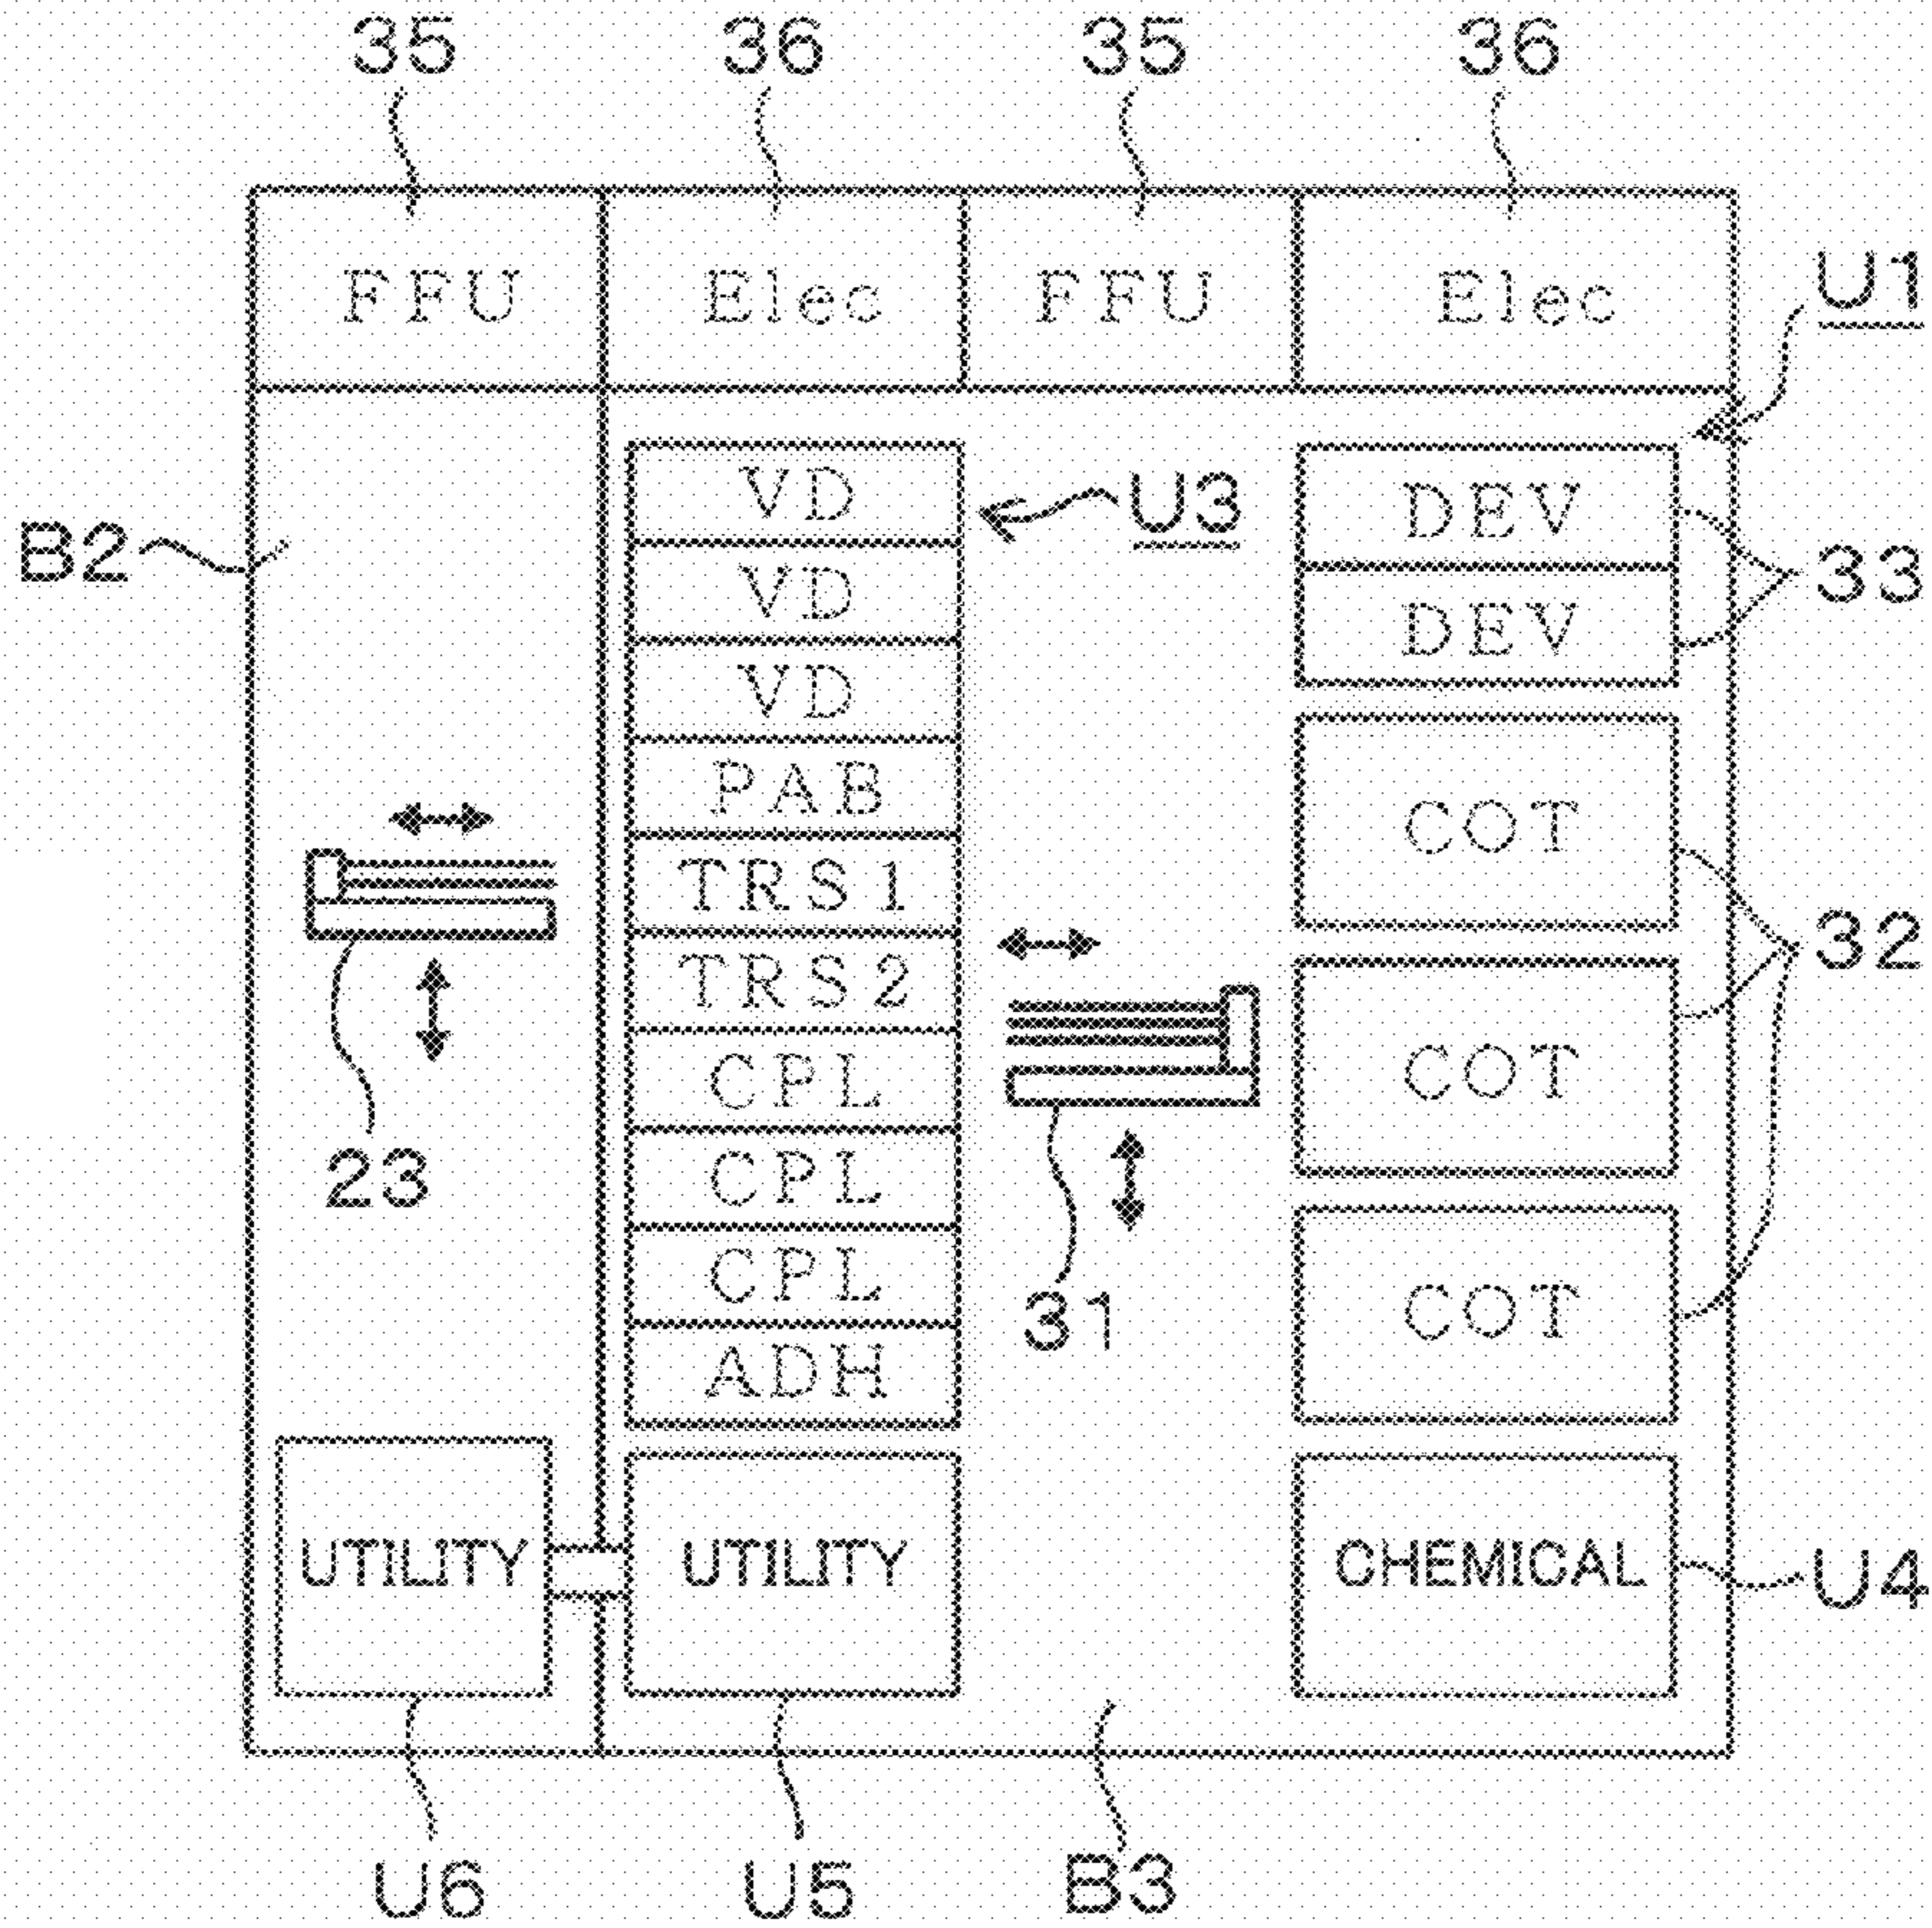 35 36 35 36
FFU Elec FFU Elec
U1
VD
U3
DEV
B2
VD
33
DEV
VD
PAB
COT
TRS1
32
TRS2
COT
CPL
23
CPL
CPL
31
COT
ADH
UTILITY UTILITY CHEMICAL U4
U6 U5 B3